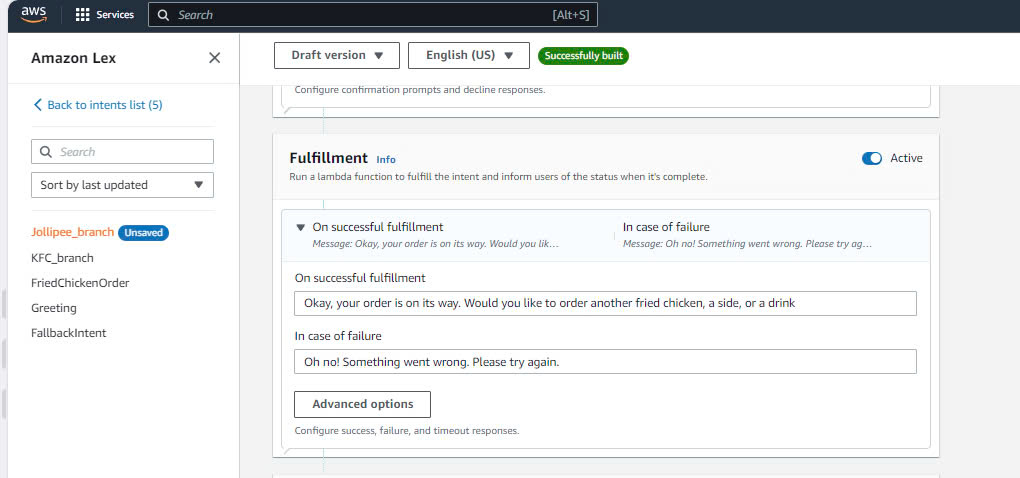 aws
Services
Search
[Alt+S]
Amazon Lex
Draft version
English (US)
Successfully built
Back to intents list (5)
Search
Sort by last updated
Jollipee_branch Unsaved
KFC_branch
FriedChickenOrder
Greeting
FallbackIntent
Configure confirmation prompts and decline responses.
Fulfillment Info
Active
Run a lambda function to fulfill the intent and inform users of the status when it's complete.
On successful fulfillment
Message: Okay, your order is on its way. Would you lik…
In case of failure
Message: Oh no! Something went wrong. Please try ag…
On successful fulfillment
Okay, your order is on its way. Would you like to order another fried chicken, a side, or a drink
In case of failure
Oh no! Something went wrong. Please try again.
Advanced options
Configure success, failure, and timeout responses.